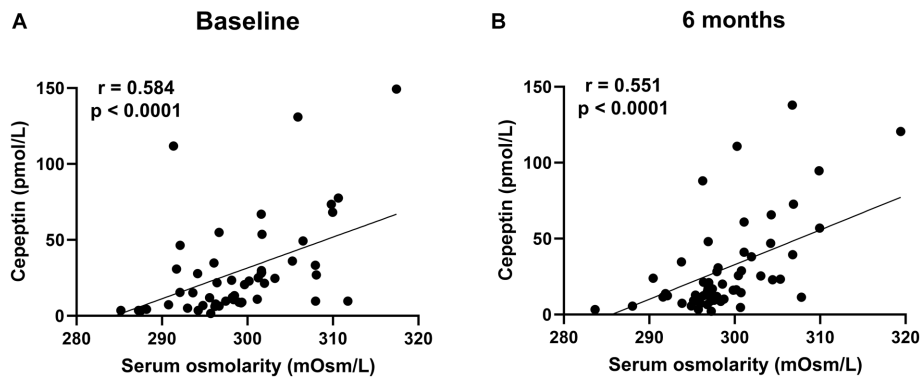 A
Baseline
r = 0.584
p < 0.0001
150
100
50
0
Cepeptin (pmol/L)
280
290
300
310
320
Serum osmolarity (mOsm/L)
B
6 months
r = 0.551
p < 0.0001
150
100
50
0
Cepeptin (pmol/L)
280
290
300
310
320
Serum osmolarity (mOsm/L)